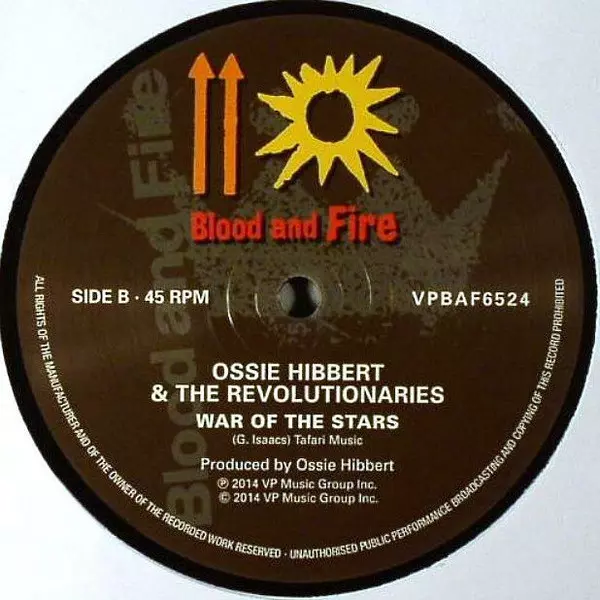 Blood and Fire
Blood and Fire
SIDE B · 45 RPM
VPBAF6524
OSSIE HIBBERT
& THE REVOLUTIONARIES
WAR OF THE STARS
(G. Isaacs) Tafari Music
Produced by Ossie Hibbert
℗ 2014 VP Music Group Inc.
© 2014 VP Music Group Inc.
ALL RIGHTS OF THE MANUFACTURER AND OF THE OWNER OF THE RECORDED WORK RESERVED · UNAUTHORISED PUBLIC PERFORMANCE BROADCASTING AND COPYING OF THIS RECORD PROHIBITED